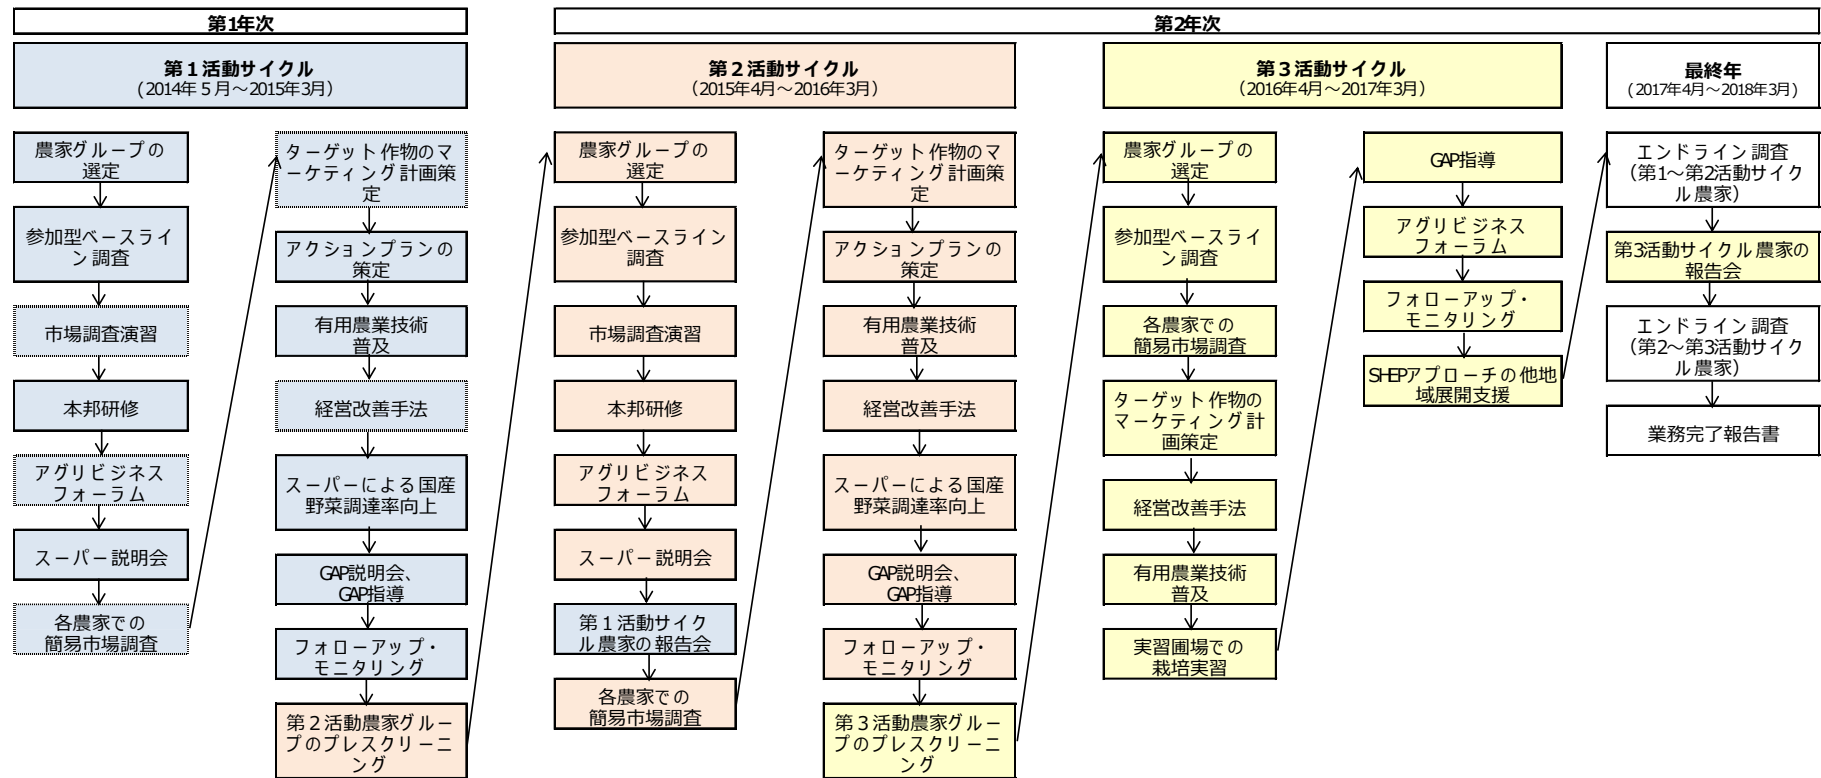 第1年次
第2年次
第１活動サイクル
(2014年５月～2015年3月)
第２活動サイクル
(2015年4月～2016年3月)
第３活動サイクル
(2016年4月～2017年3月)
最終年
(2017年4月～2018年3月)
農家グループの
選定
参加型ベースライ
ン調査
市場調査演習
本邦研修
アグリビジネス
フォーラム
スーパー説明会
各農家での
簡易市場調査
ターゲット作物のマ
ーケティング計画策
定
アクションプランの
策定
有用農業技術
普及
経営改善手法
スーパーによる国産
野菜調達率向上
GAP説明会、
GAP指導
フォローアップ・
モニタリング
第２活動農家グルー
プのプレスクリーニ
ング
農家グループの
選定
参加型ベースライン
調査
市場調査演習
本邦研修
アグリビジネス
フォーラム
スーパー説明会
第１活動サイク
ル農家の報告会
各農家での
簡易市場調査
ターゲット作物のマ
ーケティング計画策
定
アクションプランの
策定
有用農業技術
普及
経営改善手法
スーパーによる国産
野菜調達率向上
GAP説明会、
GAP指導
フォローアップ・
モニタリング
第３活動農家グルー
プのプレスクリーニ
ング
農家グループの
選定
参加型ベースライ
ン調査
各農家での
簡易市場調査
ターゲット作物の
マーケティング計
画策定
経営改善手法
有用農業技術
普及
実習圃場での
栽培実習
GAP指導
アグリビジネス
フォーラム
フォローアップ・
モニタリング
SHEPアプローチの他地
域展開支援
エンドライン調査
（第1～第2活動サイク
ル農家）
第3活動サイクル農家の
報告会
エンドライン調査
（第2～第3活動サイク
ル農家）
業務完了報告書